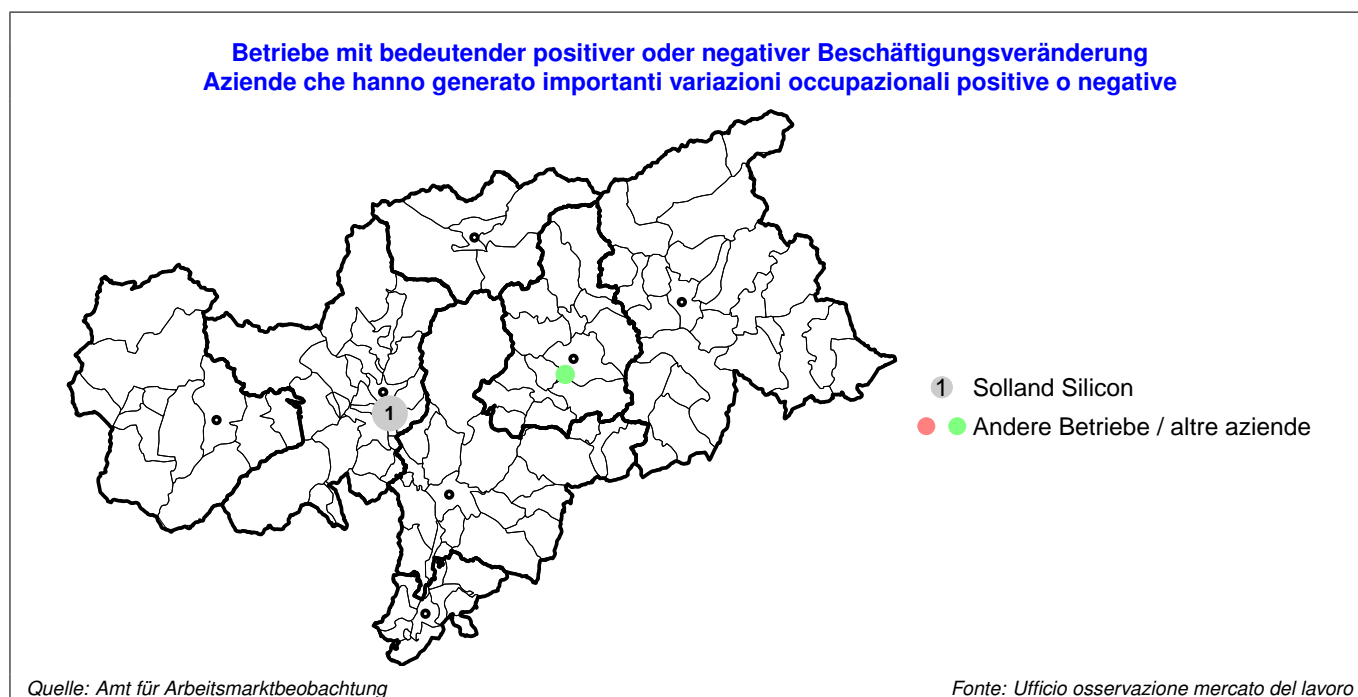 Betriebe mit bedeutender positiver oder negativer Beschäftigungsveränderung
Aziende che hanno generato importanti variazioni occupazionali positive o negative
1
1 Solland Silicon
Andere Betriebe / altre aziende
Quelle: Amt für Arbeitsmarktbeobachtung
Fonte: Ufficio osservazione mercato del lavoro